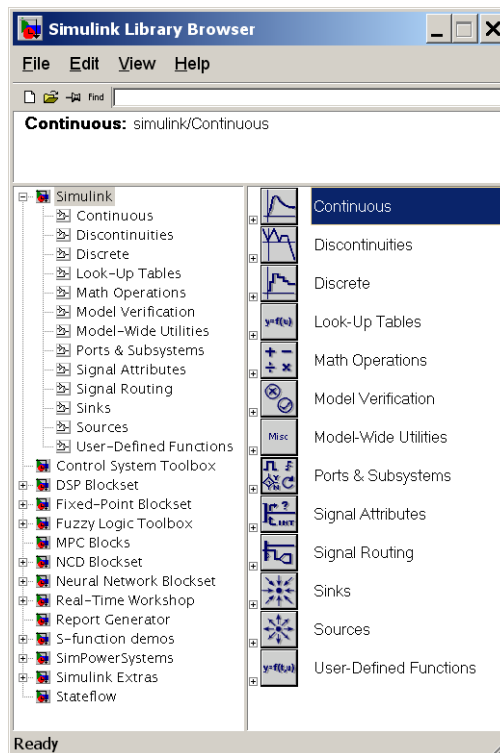 Simulink Library Browser
File Edit View Help
Find
Continuous: simulink/Continuous
Simulink
Continuous
Discontinuities
Discrete
Look-Up Tables
Math Operations
Model Verification
Model-Wide Utilities
Ports & Subsystems
Signal Attributes
Signal Routing
Sinks
Sources
User-Defined Functions
Control System Toolbox
DSP Blockset
Fixed-Point Blockset
Fuzzy Logic Toolbox
MPC Blocks
NCD Blockset
Neural Network Blockset
Real-Time Workshop
Report Generator
S-function demos
SimPowerSystems
Simulink Extras
Stateflow
Continuous
Discontinuities
Discrete
y=f(u) Look-Up Tables
+ − ÷ × Math Operations
Model Verification
Misc Model-Wide Utilities
Ports & Subsystems
Signal Attributes
Signal Routing
Sinks
Sources
y=f(t,u) User-Defined Functions
Ready